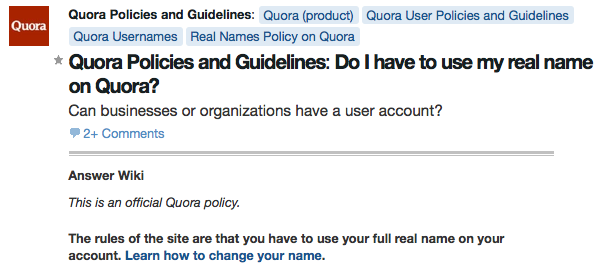 Quora
Quora Policies and Guidelines: Quora (product) Quora User Policies and Guidelines
Quora Usernames Real Names Policy on Quora
Quora Policies and Guidelines: Do I have to use my real name
on Quora?
Can businesses or organizations have a user account?
2+ Comments
Answer Wiki
This is an official Quora policy.
The rules of the site are that you have to use your full real name on your
account. Learn how to change your name.